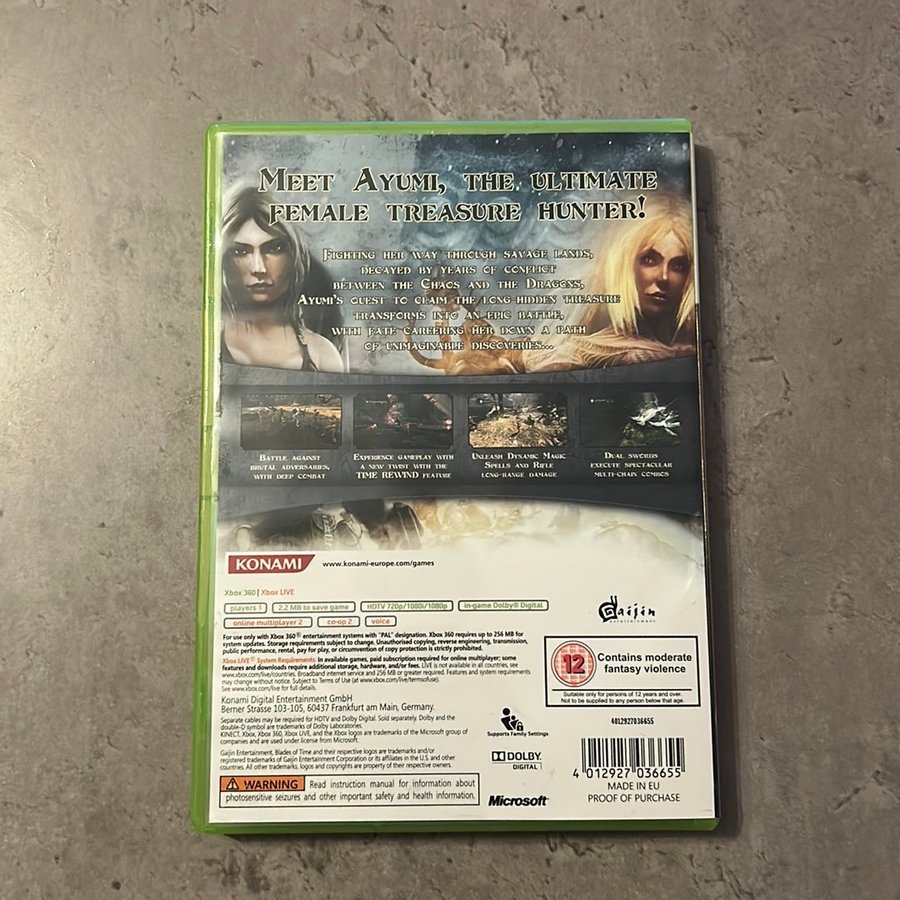 MEET AYUMI, THE ULTIMATE
FEMALE TREASURE HUNTER!
FIGHTING HER WAY THROUGH SAVAGE LANDS,
DECAYED BY YEARS OF CONFLICT
BETWEEN THE CHAOS AND THE DRAGONS,
AYUMI'S QUEST TO CLAIM THE LONG-HIDDEN TREASURE
TRANSFORMS INTO AN EPIC BATTLE,
WITH FATE CAREERING HER DOWN A PATH
OF UNIMAGINABLE DISCOVERIES...
BATTLE AGAINST
BRUTAL ADVERSARIES,
WITH DEEP COMBAT
EXPERIENCE GAMEPLAY WITH
A NEW TWIST WITH THE
TIME REWIND FEATURE
UNLEASH DYNAMIC MAGIC
SPELLS AND RIFLE
LONG-RANGE DAMAGE
DUAL SWORDS
EXECUTE SPECTACULAR
MULTI-CHAIN COMBOS
KONAMI www.konami-europe.com/games
Xbox 360 | Xbox LIVE
players 1 2.2 MB to save game HDTV 720p/1080i/1080p in-game Dolby® Digital
online multiplayer 2 co-op 2 voice
For use only with Xbox 360® entertainment systems with "PAL" designation. Xbox 360 requires up to 256 MB for
system updates. Storage requirements subject to change. Unauthorised copying, reverse engineering, transmission,
public performance, rental, pay for play, or circumvention of copy protection is strictly prohibited.
Xbox LIVE® System Requirements: In available games, paid subscription required for online multiplayer; some
features and downloads require additional storage, hardware, and/or fees. LIVE is not available in all countries, see
www.xbox.com/live/countries. Broadband internet service and 256 MB or greater required. Features and system requirements
may change without notice. Subject to Terms of Use (at www.xbox.com/live/termsofuse).
See www.xbox.com/live for full details.
Konami Digital Entertainment GmbH
Berner Strasse 103-105, 60437 Frankfurt am Main, Germany.
Separate cables may be required for HDTV and Dolby Digital. Sold separately. Dolby and the
double-D symbol are trademarks of Dolby Laboratories.
KINECT, Xbox, Xbox 360, Xbox LIVE, and the Xbox logos are trademarks of the Microsoft group of
companies and are used under license from Microsoft.
Gaijin Entertainment, Blades of Time and their respective logos are trademarks and/or
registered trademarks of Gaijin Entertainment Corporation or its affiliates in the U.S. and other
countries. All other trademarks, logos and copyrights are property of their respective owners.
WARNING Read instruction manual for information about
photosensitive seizures and other important safety and health information.
Gaijin
entertainment
12
Contains moderate
fantasy violence
Suitable only for persons of 12 years and over.
Not to be supplied to any person below that age.
4012927036655
Supports Family Settings
DOLBY
DIGITAL
Microsoft
4 012927 036655
MADE IN EU
PROOF OF PURCHASE